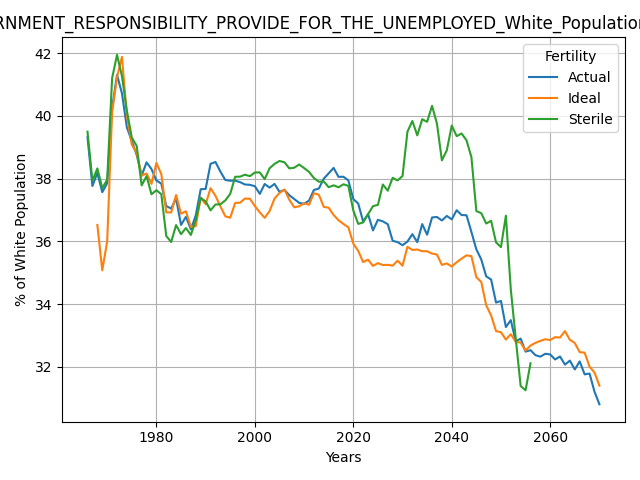 RNMENT_RESPONSIBILITY_PROVIDE_FOR_THE_UNEMPLOYED_White_Population
Fertility
Actual
Ideal
Sterile
% of White Population
42
40
38
36
34
32
1980
2000
2020
2040
2060
Years